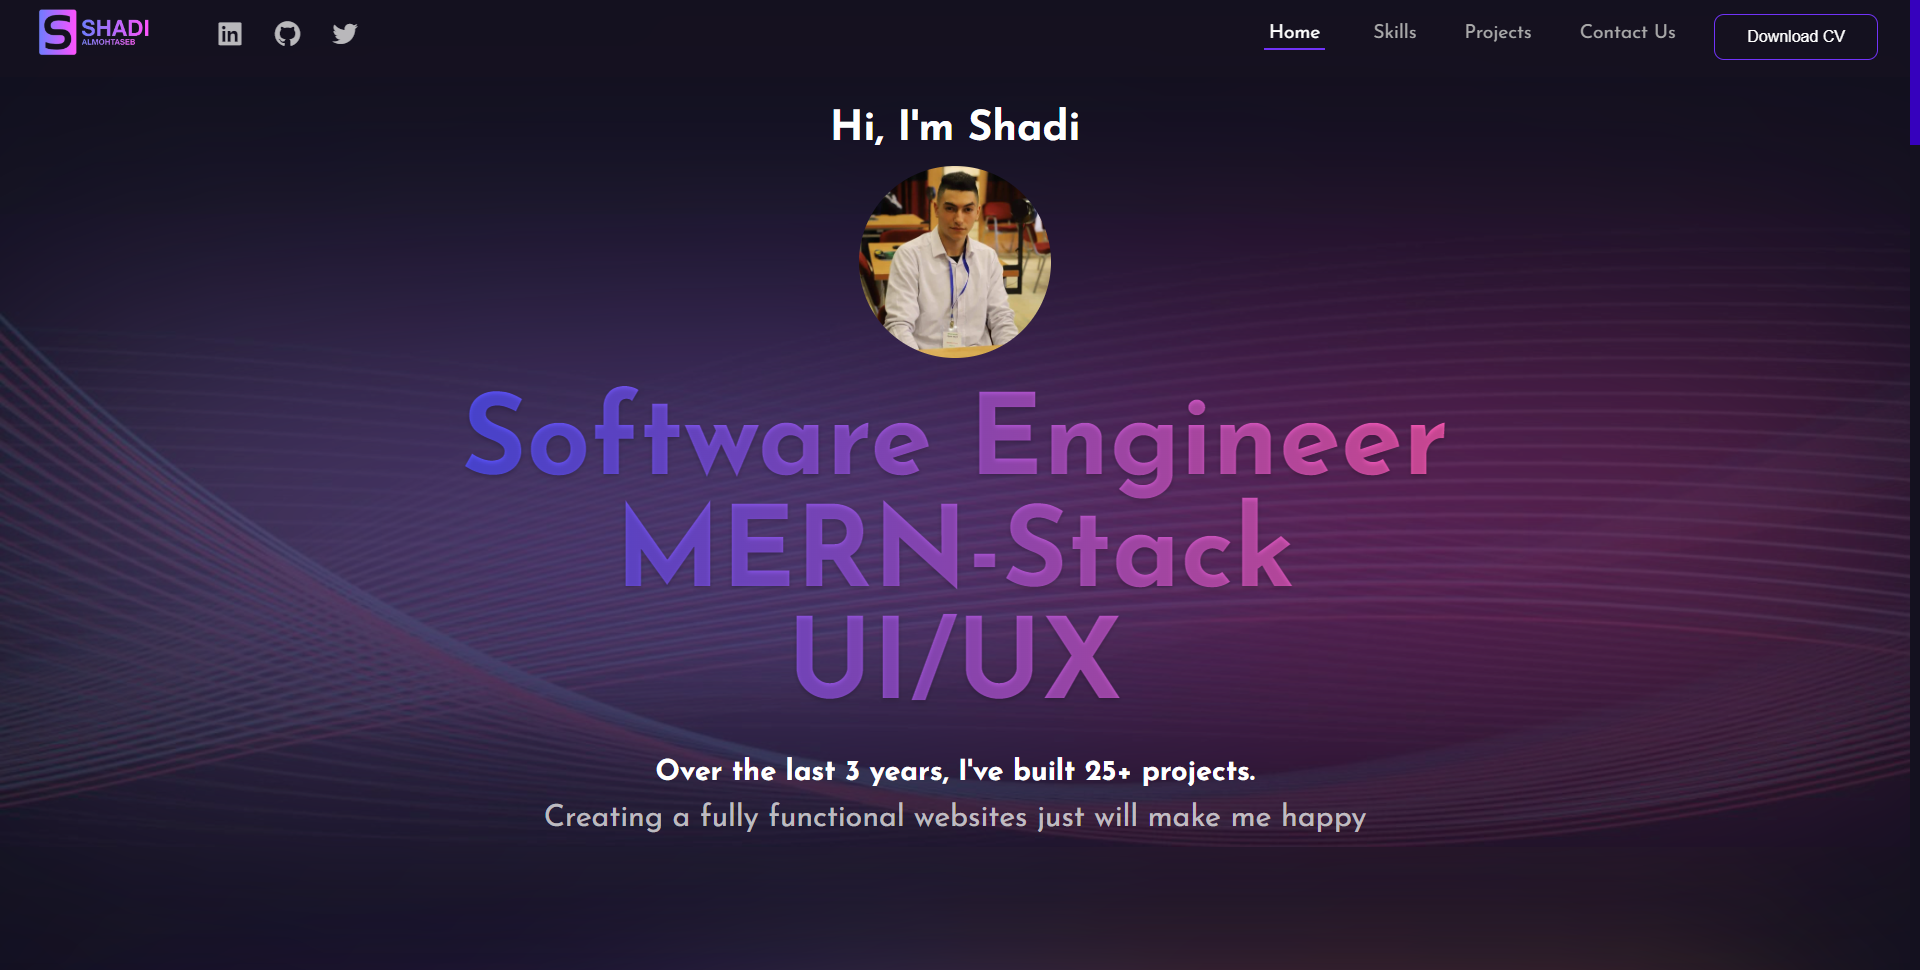 S SHADI
ALMOHTASEB
in
Home
Skills
Projects
Contact Us
Download CV
Hi, I'm Shadi
Software Engineer
MERN-Stack
UI/UX
Over the last 3 years, I've built 25+ projects.
Creating a fully functional websites just will make me happy